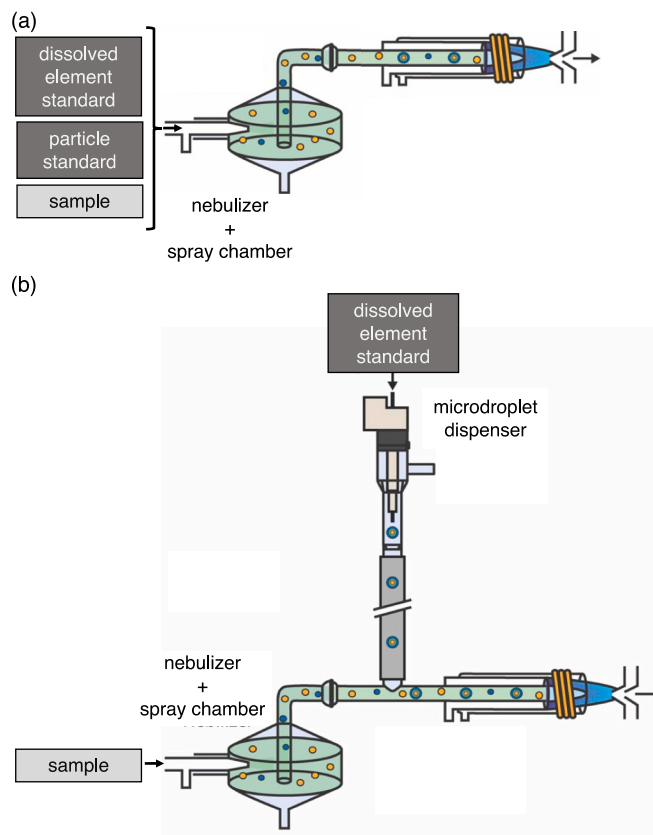 (a)
dissolved
element
standard
particle
standard
sample
nebulizer
+
spray chamber
(b)
dissolved
element
standard
microdroplet
dispenser
nebulizer
+
spray chamber
sample